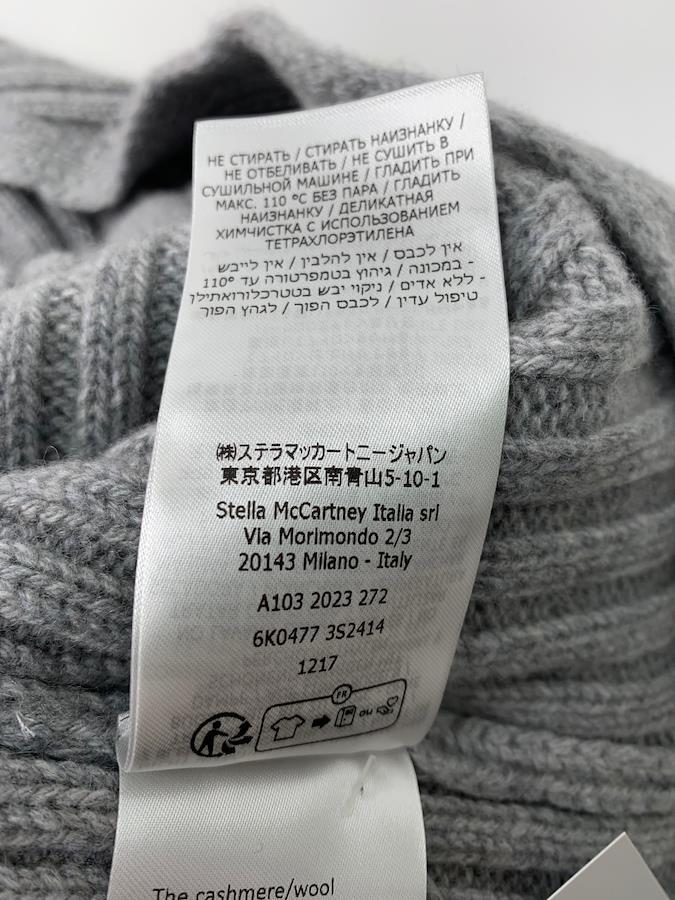 НЕ СТИРАТЬ / СТИРАТЬ НАИЗНАНКУ /
НЕ ОТБЕЛИВАТЬ / НЕ СУШИТЬ В
СУШИЛЬНОЙ МАШИНЕ / ГЛАДИТЬ ПРИ
МАКС. 110 °C БЕЗ ПАРА / ГЛАДИТЬ
НАИЗНАНКУ / ДЕЛИКАТНАЯ
ХИМЧИСТКА С ИСПОЛЬЗОВАНИЕМ
ТЕТРАХЛОРЭТИЛЕНА
אין לכבס / אין להלבין / אין לייבש
- במכונה / גיהוץ בטמפרטורה עד 110°
- ללא אדים / ניקוי יבש בטטרכלורואתילן
טיפול עדין / לכבס הפוך / לגהץ הפוך
㈱ステラマッカートニージャパン
東京都港区南青山5-10-1
Stella McCartney Italia srl
Via Morimondo 2/3
20143 Milano - Italy
A103 2023 272
6K0477 3S2414
1217
FR
ou
The cashmere/wool